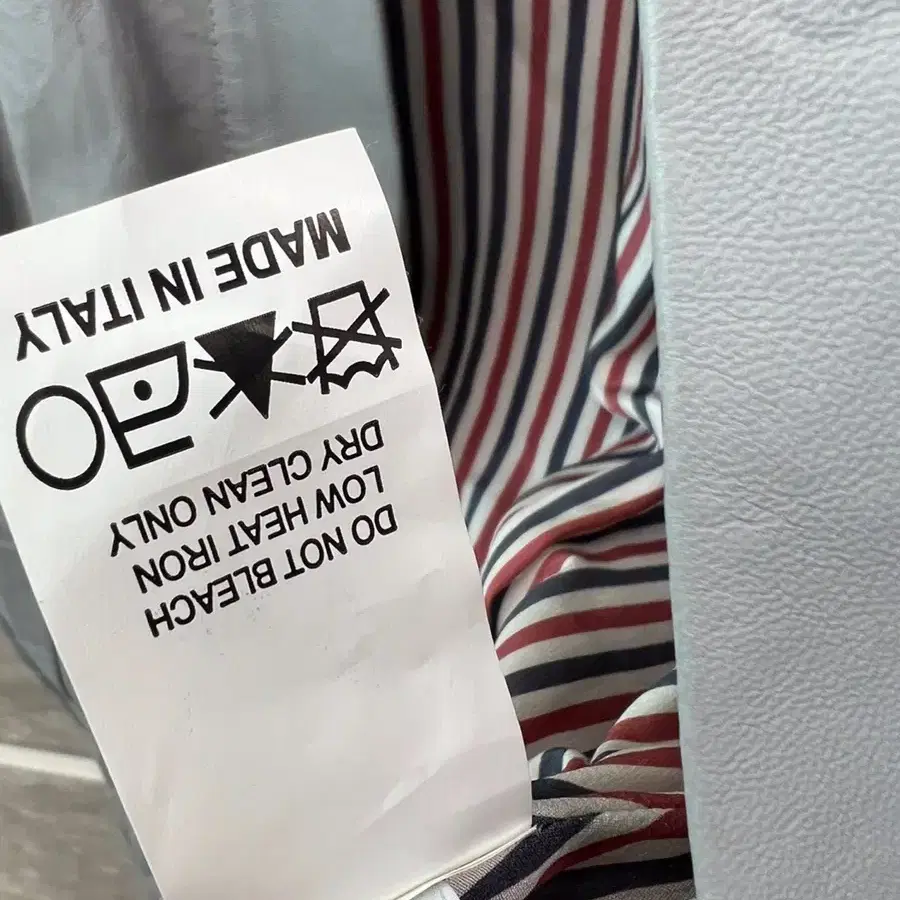 DO NOT BLEACH
LOW HEAT IRON
DRY CLEAN ONLY
MADE IN ITALY